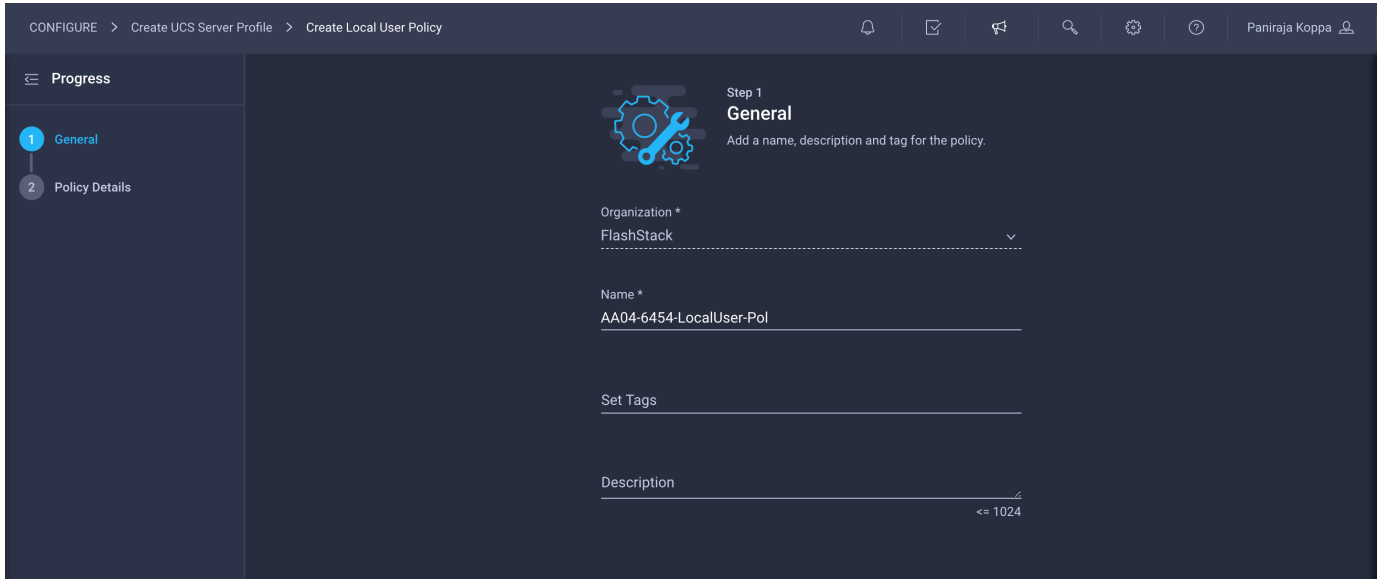 CONFIGURE > Create UCS Server Profile > Create Local User Policy
Paniraja Koppa
Progress
1 General
2 Policy Details
Step 1
General
Add a name, description and tag for the policy.
Organization *
FlashStack
Name *
AA04-6454-LocalUser-Pol
Set Tags
Description
<= 1024